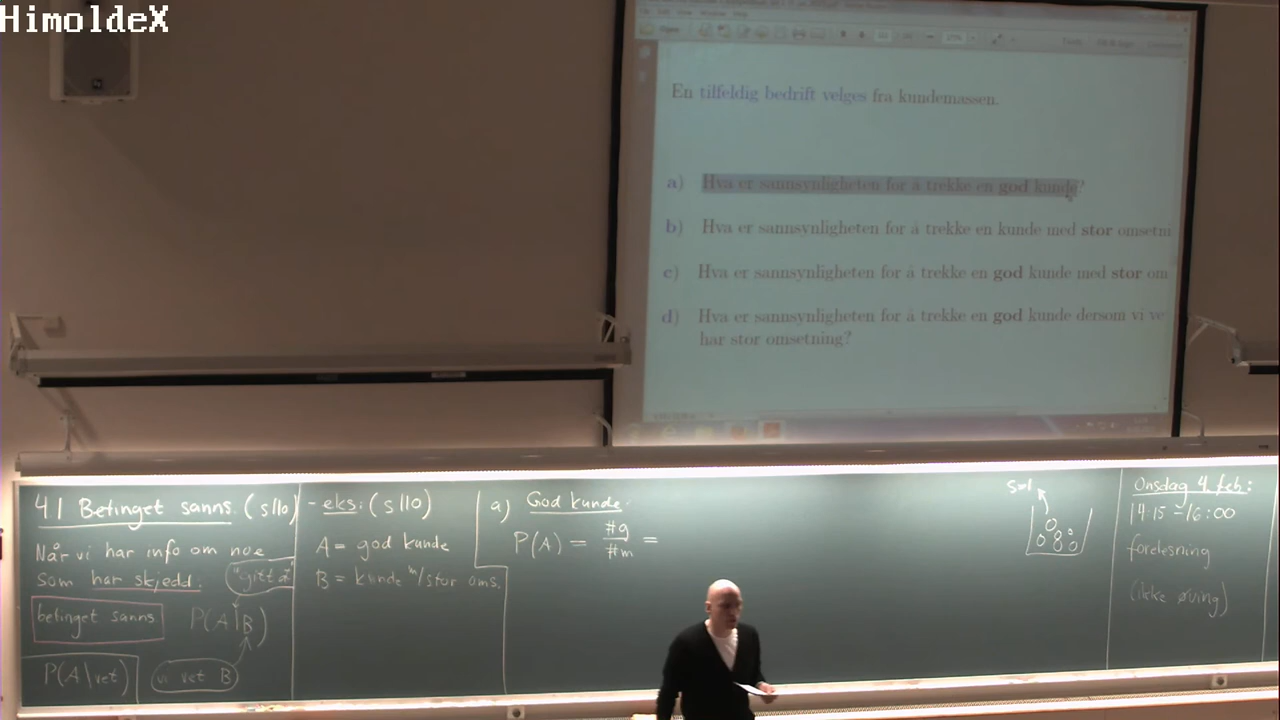 HimoldeX
En tilfeldig bedrift velges fra kundemassen.
a) Hva er sannsynligheten for å trekke en god kunde?
b) Hva er sannsynligheten for å trekke en kunde med stor omsetni
c) Hva er sannsynligheten for å trekke en god kunde med stor om
d) Hva er sannsynligheten for å trekke en god kunde dersom vi ve
har stor omsetning?
4.1 Betinget sanns. (s110)
Når vi har info om noe
som har skjedd.
"gitt at"
betinget sanns
P(A|B)
P(A|vet)
vi vet B
- eks: (s110)
A = god kunde
B = kunde m/stor oms.
a) God kunde:
P(A) = #g/#m =
Onsdag 4. feb:
14:15 - 16:00
forelesning
(ikke øving)